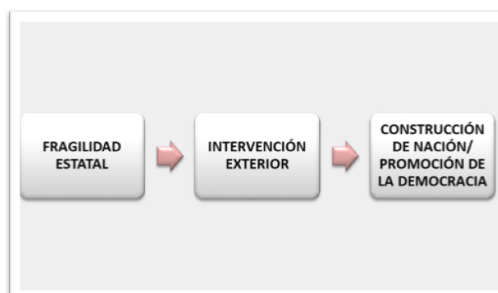 FRAGILIDAD
ESTATAL
INTERVENCIÓN
EXTERIOR
CONSTRUCCIÓN
DE NACIÓN/
PROMOCIÓN DE
LA DEMOCRACIA